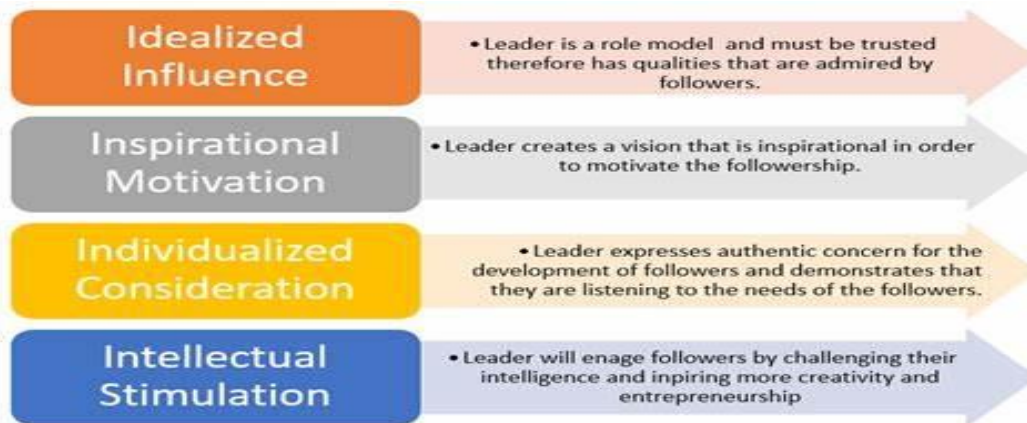 Idealized
Influence
• Leader is a role model and must be trusted
therefore has qualities that are admired by
followers.
Inspirational
Motivation
• Leader creates a vision that is inspirational in order
to motivate the followership.
Individualized
Consideration
• Leader expresses authentic concern for the
development of followers and demonstrates that
they are listening to the needs of the followers.
Intellectual
Stimulation
• Leader will enage followers by challenging their
intelligence and inpiring more creativity and
entrepreneurship